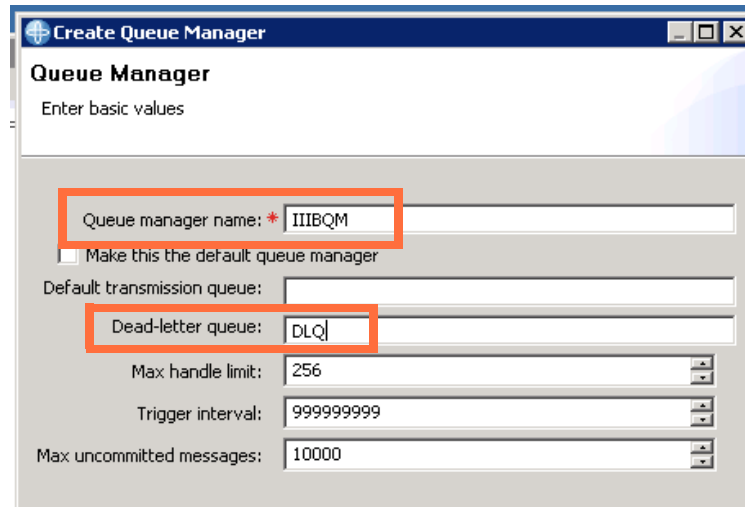 Create Queue Manager
Queue Manager
Enter basic values
Queue manager name: * IIIBQM
Make this the default queue manager
Default transmission queue:
Dead-letter queue: DLQ
Max handle limit: 256
Trigger interval: 999999999
Max uncommitted messages: 10000